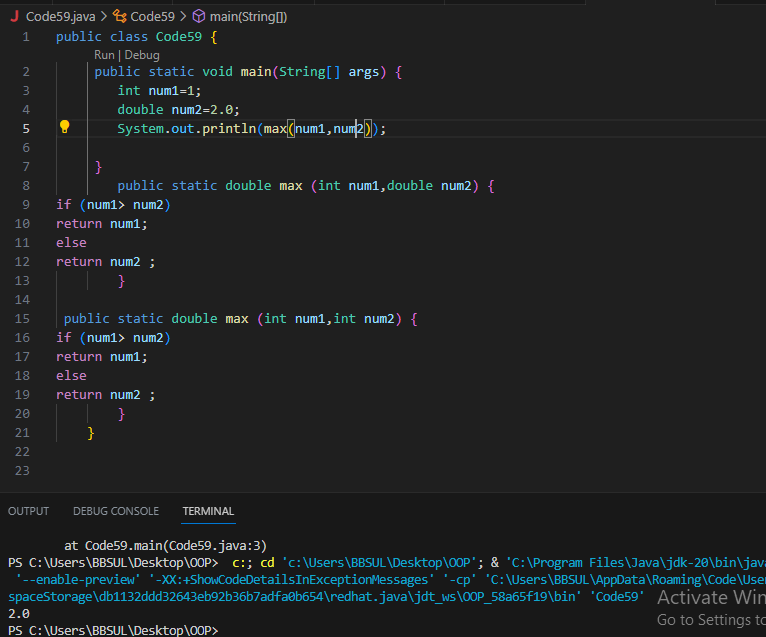 J Code59.java > Code59 > main(String[])
1 public class Code59 {
Run | Debug
2 public static void main(String[] args) {
3 int num1=1;
4 double num2=2.0;
5 System.out.println(max(num1,num2));
6
7 }
8 public static double max (int num1,double num2) {
9 if (num1> num2)
10 return num1;
11 else
12 return num2 ;
13 }
14
15 public static double max (int num1,int num2) {
16 if (num1> num2)
17 return num1;
18 else
19 return num2 ;
20 }
21 }
22
23
OUTPUT DEBUG CONSOLE TERMINAL
at Code59.main(Code59.java:3)
PS C:\Users\BBSUL\Desktop\OOP> c:; cd 'c:\Users\BBSUL\Desktop\OOP'; & 'C:\Program Files\Java\jdk-20\bin\java
'--enable-preview' '-XX:+ShowCodeDetailsInExceptionMessages' '-cp' 'C:\Users\BBSUL\AppData\Roaming\Code\User
spaceStorage\db1132ddd32643eb92b36b7adfa0b654\redhat.java\jdt_ws\OOP_58a65f19\bin' 'Code59'
2.0
PS C:\Users\BBSUL\Desktop\OOP>
Activate Win
Go to Settings to